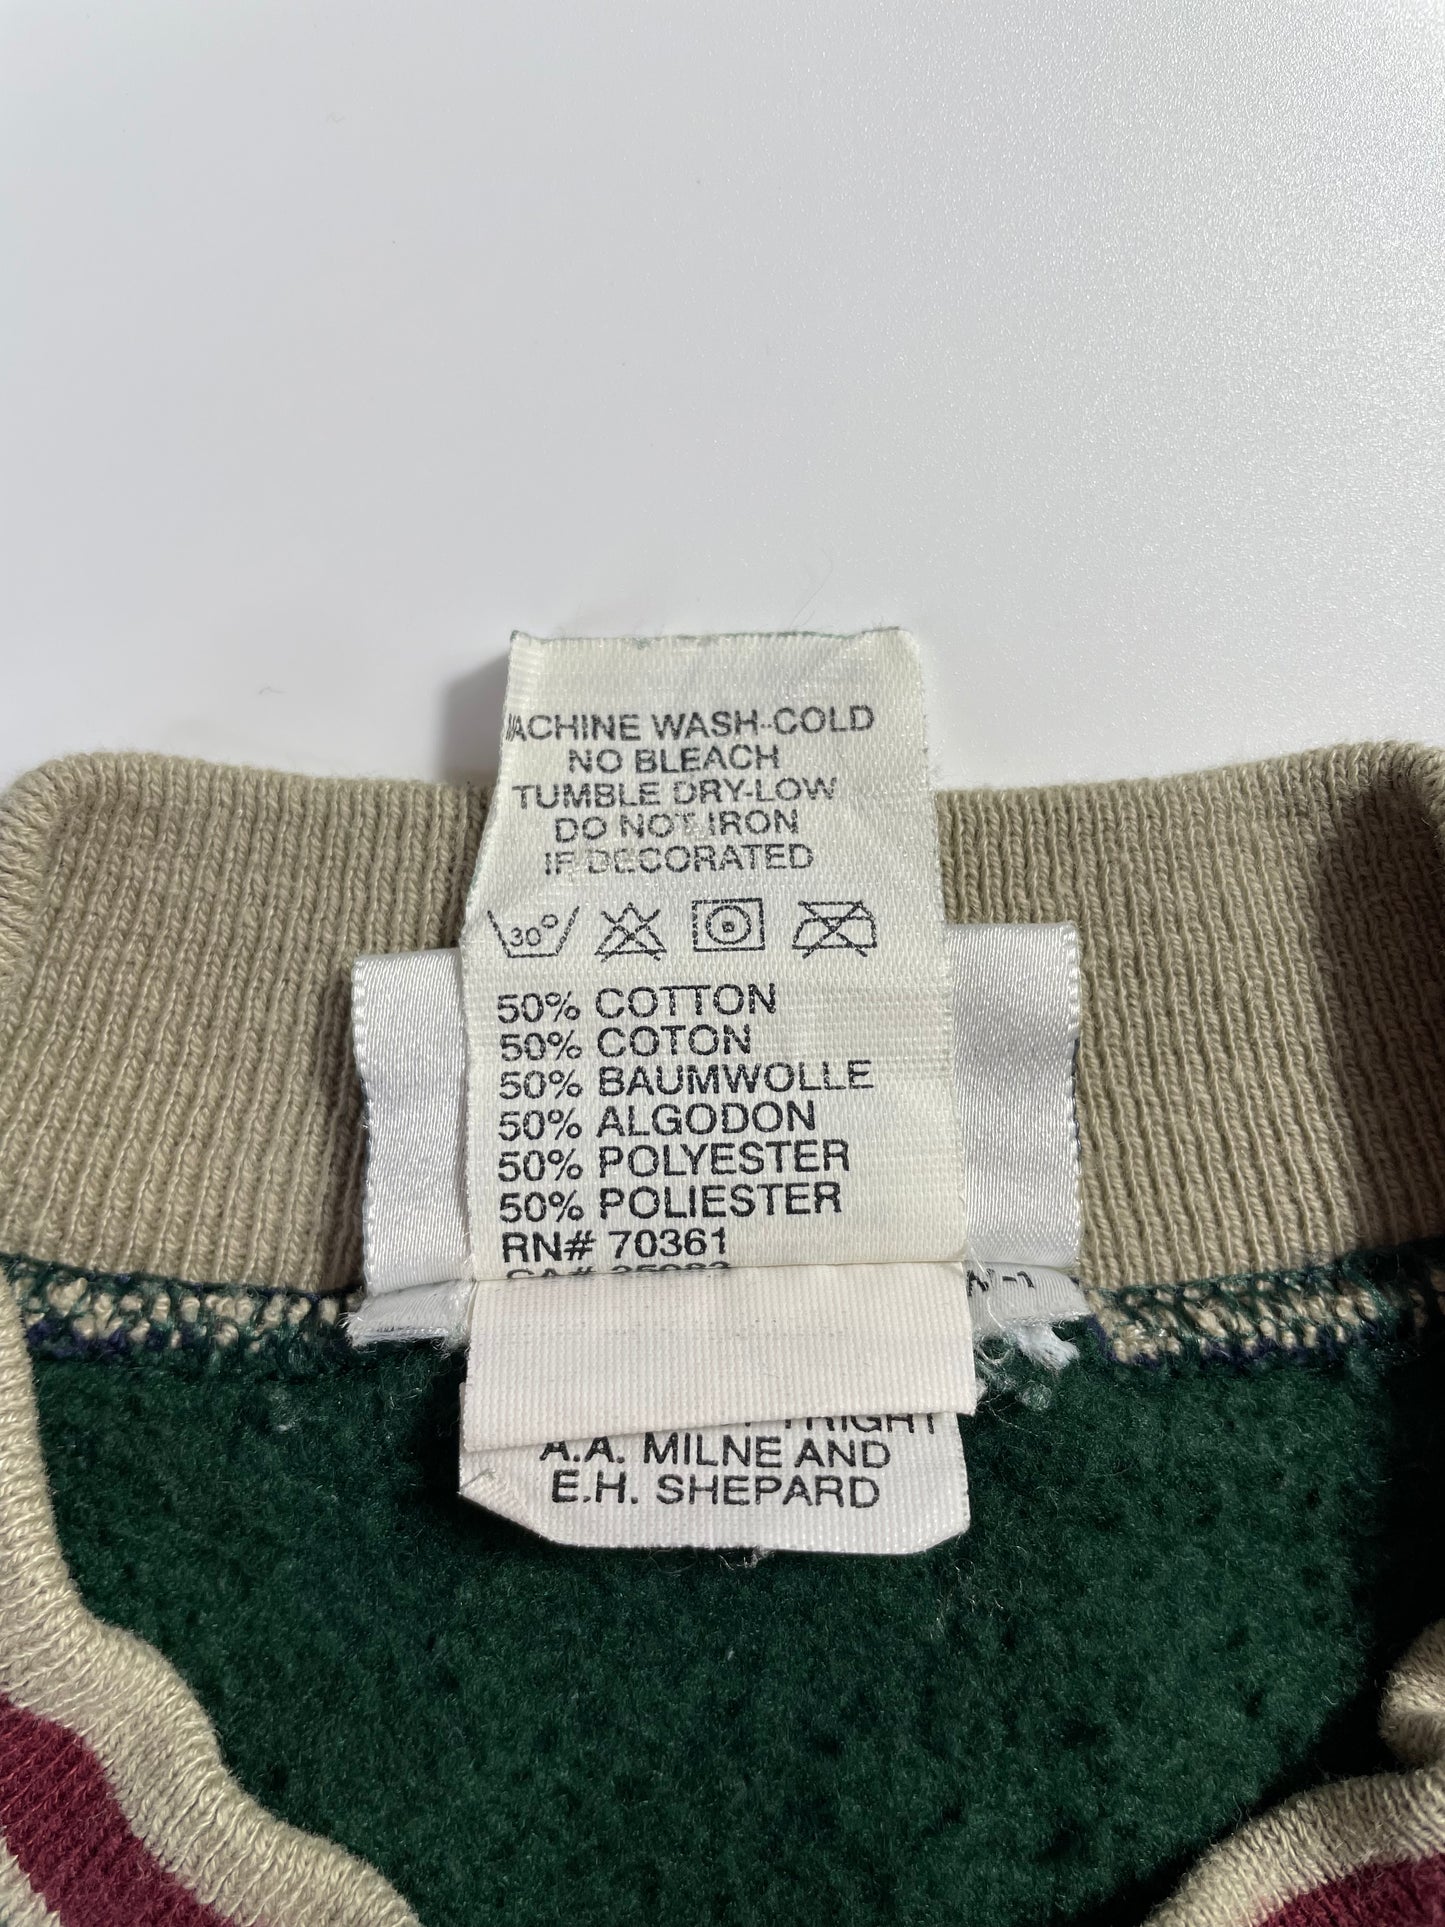 MACHINE WASH-COLD
NO BLEACH
TUMBLE DRY-LOW
DO NOT IRON
IF DECORATED
30°
50% COTTON
50% COTON
50% BAUMWOLLE
50% ALGODON
50% POLYESTER
50% POLIESTER
RN# 70361
CA#
A.A. MILNE AND
E.H. SHEPARD